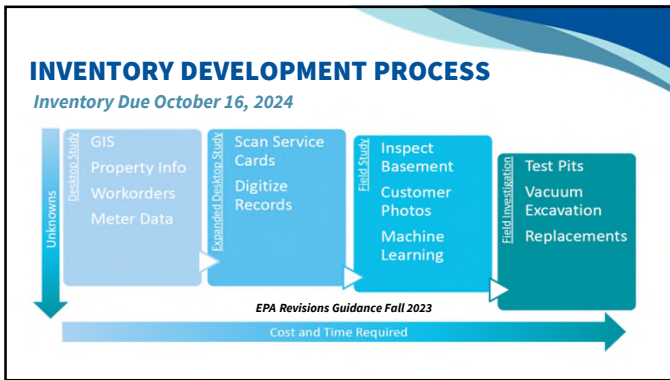 INVENTORY DEVELOPMENT PROCESS
Inventory Due October 16, 2024
Unknowns
Desktop Study
GIS
Property Info
Workorders
Meter Data
Expanded Desktop Study
Scan Service
Cards
Digitize
Records
Field Study
Inspect
Basement
Customer
Photos
Machine
Learning
Field Investigation
Test Pits
Vacuum
Excavation
Replacements
EPA Revisions Guidance Fall 2023
Cost and Time Required